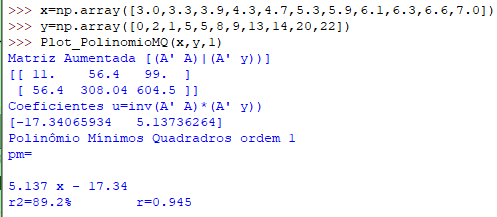 >>> x=np.array([3.0,3.3,3.9,4.3,4.7,5.3,5.9,6.1,6.3,6.6,7.0])
>>> y=np.array([0,2,1,5,5,8,9,13,14,20,22])
>>> Plot_PolinomioMQ(x,y,1)
Matriz Aumentada [(A' A)|(A' y))]
[[ 11. 56.4 99. ]
[ 56.4 308.04 604.5 ]]
Coeficientes u=inv(A' A)*(A' y))
[-17.34065934 5.13736264]
Polinômio Mínimos Quadrados ordem 1
pm=
5.137 x - 17.34
r2=89.2% r=0.945